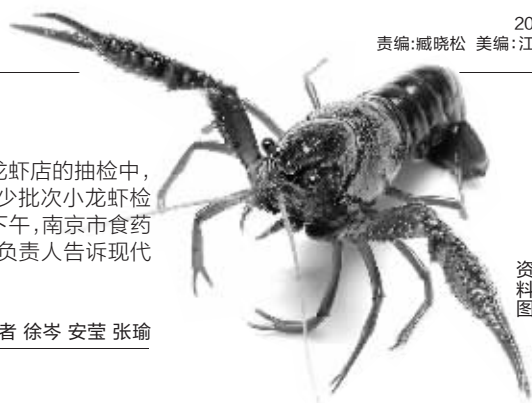 20
责编:臧晓松 美编:江
龙虾店的抽检中,
少批次小龙虾检
下午,南京市食药
负责人告诉现代
者 徐岑 安莹 张瑜
资料图